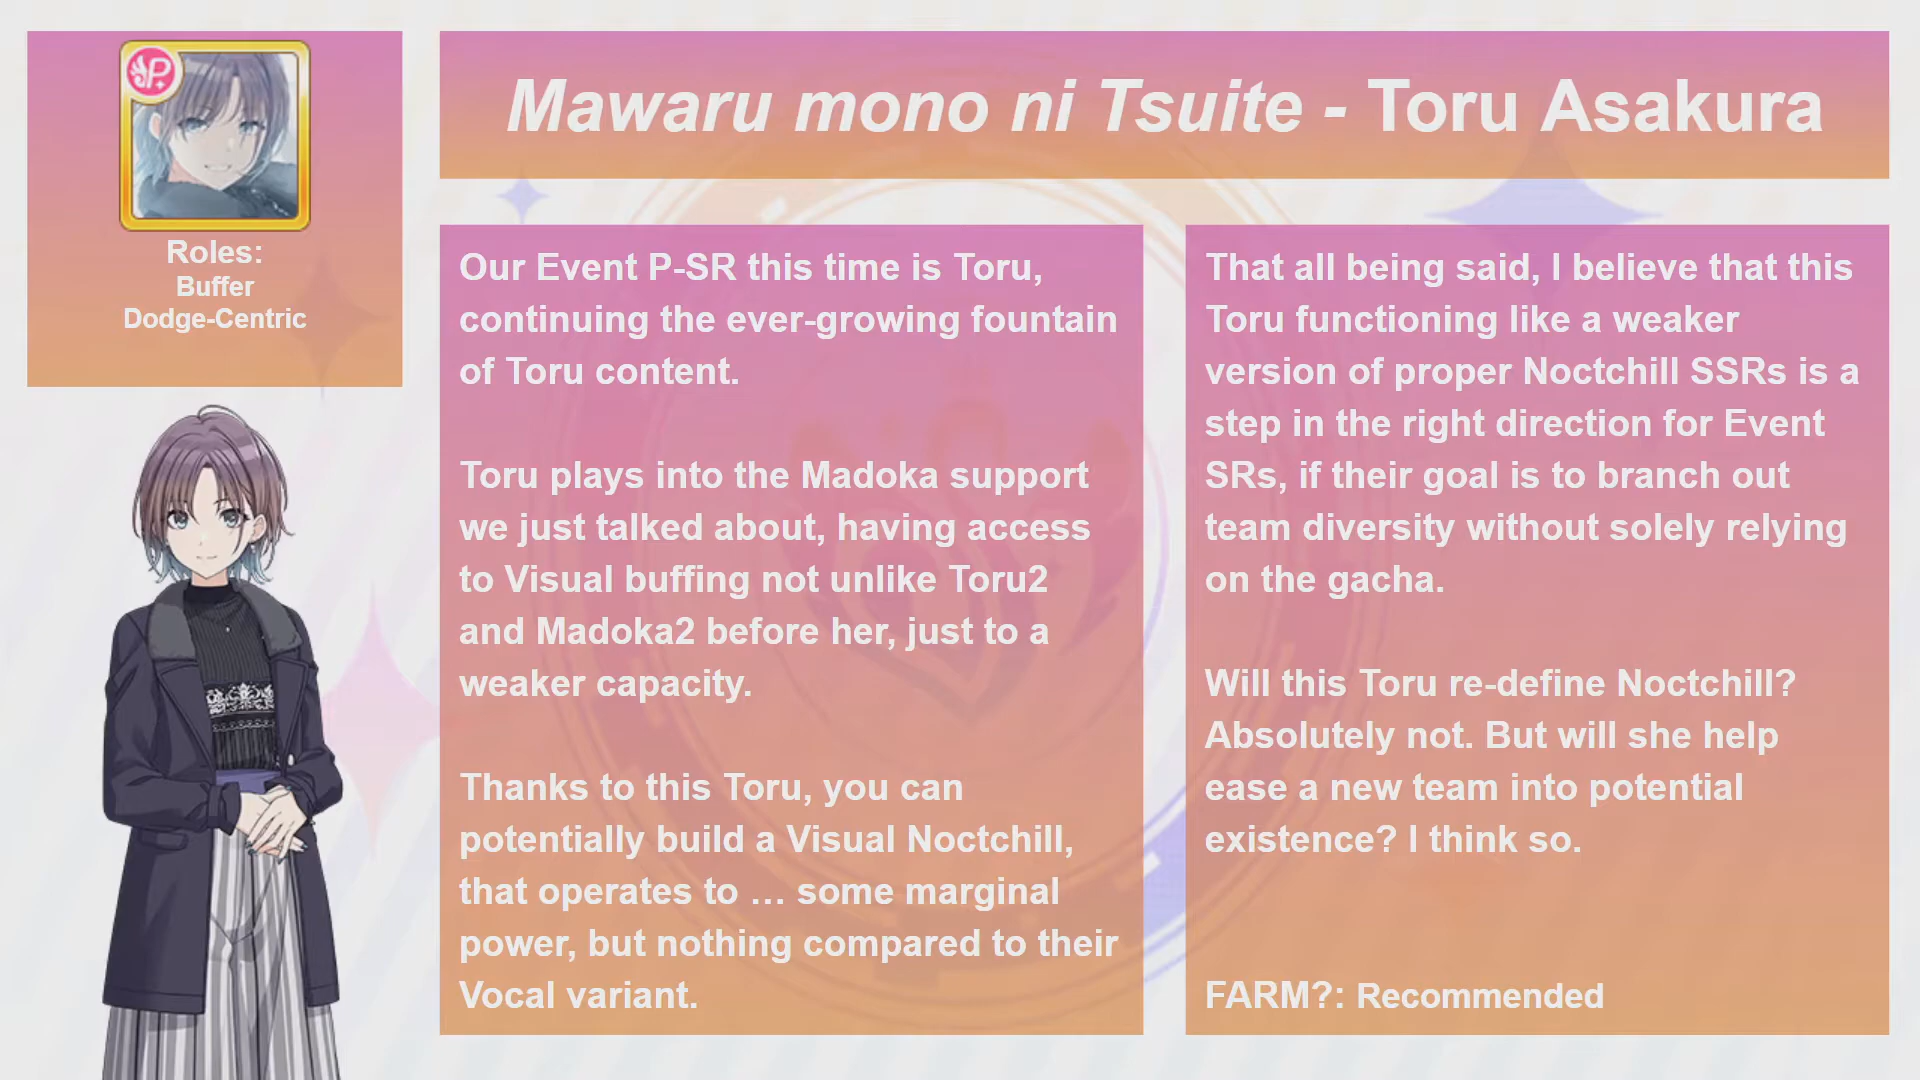 P
Roles:
Buffer
Dodge-Centric
Mawaru mono ni Tsuite - Toru Asakura
Our Event P-SR this time is Toru,
continuing the ever-growing fountain
of Toru content.
Toru plays into the Madoka support
we just talked about, having access
to Visual buffing not unlike Toru2
and Madoka2 before her, just to a
weaker capacity.
Thanks to this Toru, you can
potentially build a Visual Noctchill,
that operates to … some marginal
power, but nothing compared to their
Vocal variant.
That all being said, I believe that this
Toru functioning like a weaker
version of proper Noctchill SSRs is a
step in the right direction for Event
SRs, if their goal is to branch out
team diversity without solely relying
on the gacha.
Will this Toru re-define Noctchill?
Absolutely not. But will she help
ease a new team into potential
existence? I think so.
FARM?: Recommended